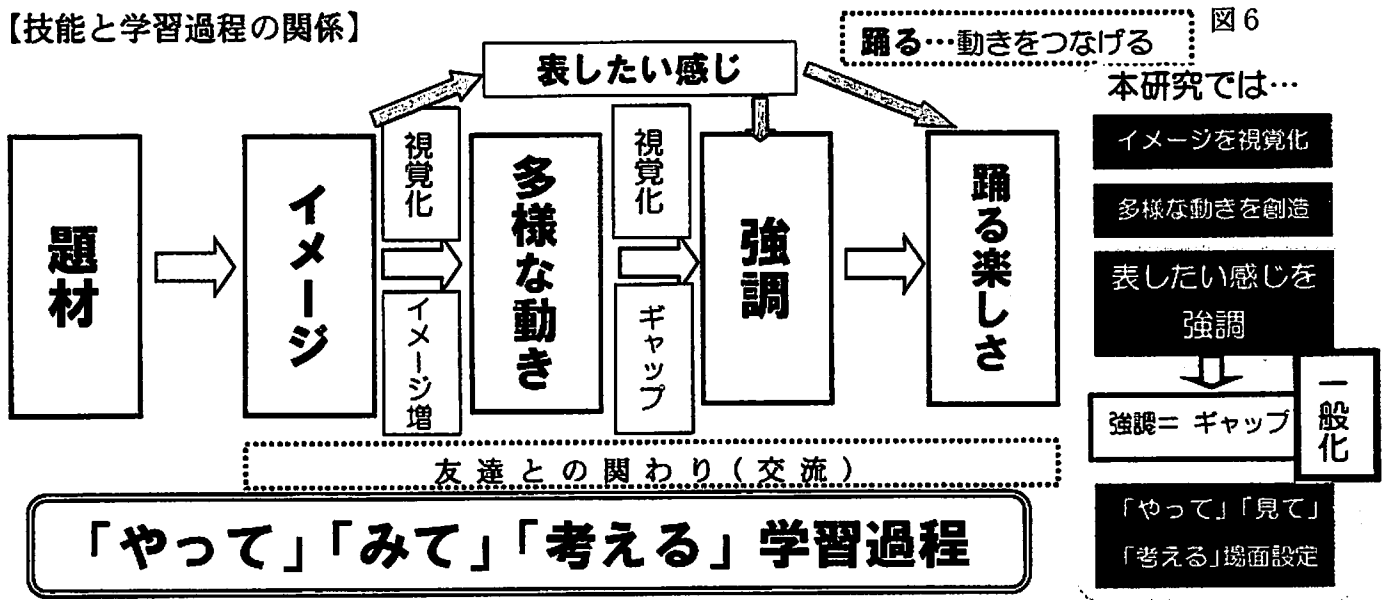 【技能と学習過程の関係】
踊る…動きをつなげる
図6
表したい感じ
本研究では…
題材
イメージ
視覚化
イメージ増
多様な動き
視覚化
ギャップ
強調
踊る楽しさ
イメージを視覚化
多様な動きを創造
表したい感じを
強調
強調＝ ギャップ
一般化
友達との関わり(交流)
「やって」「見て」
「考える」場面設定
「やって」「みて」「考える」学習過程